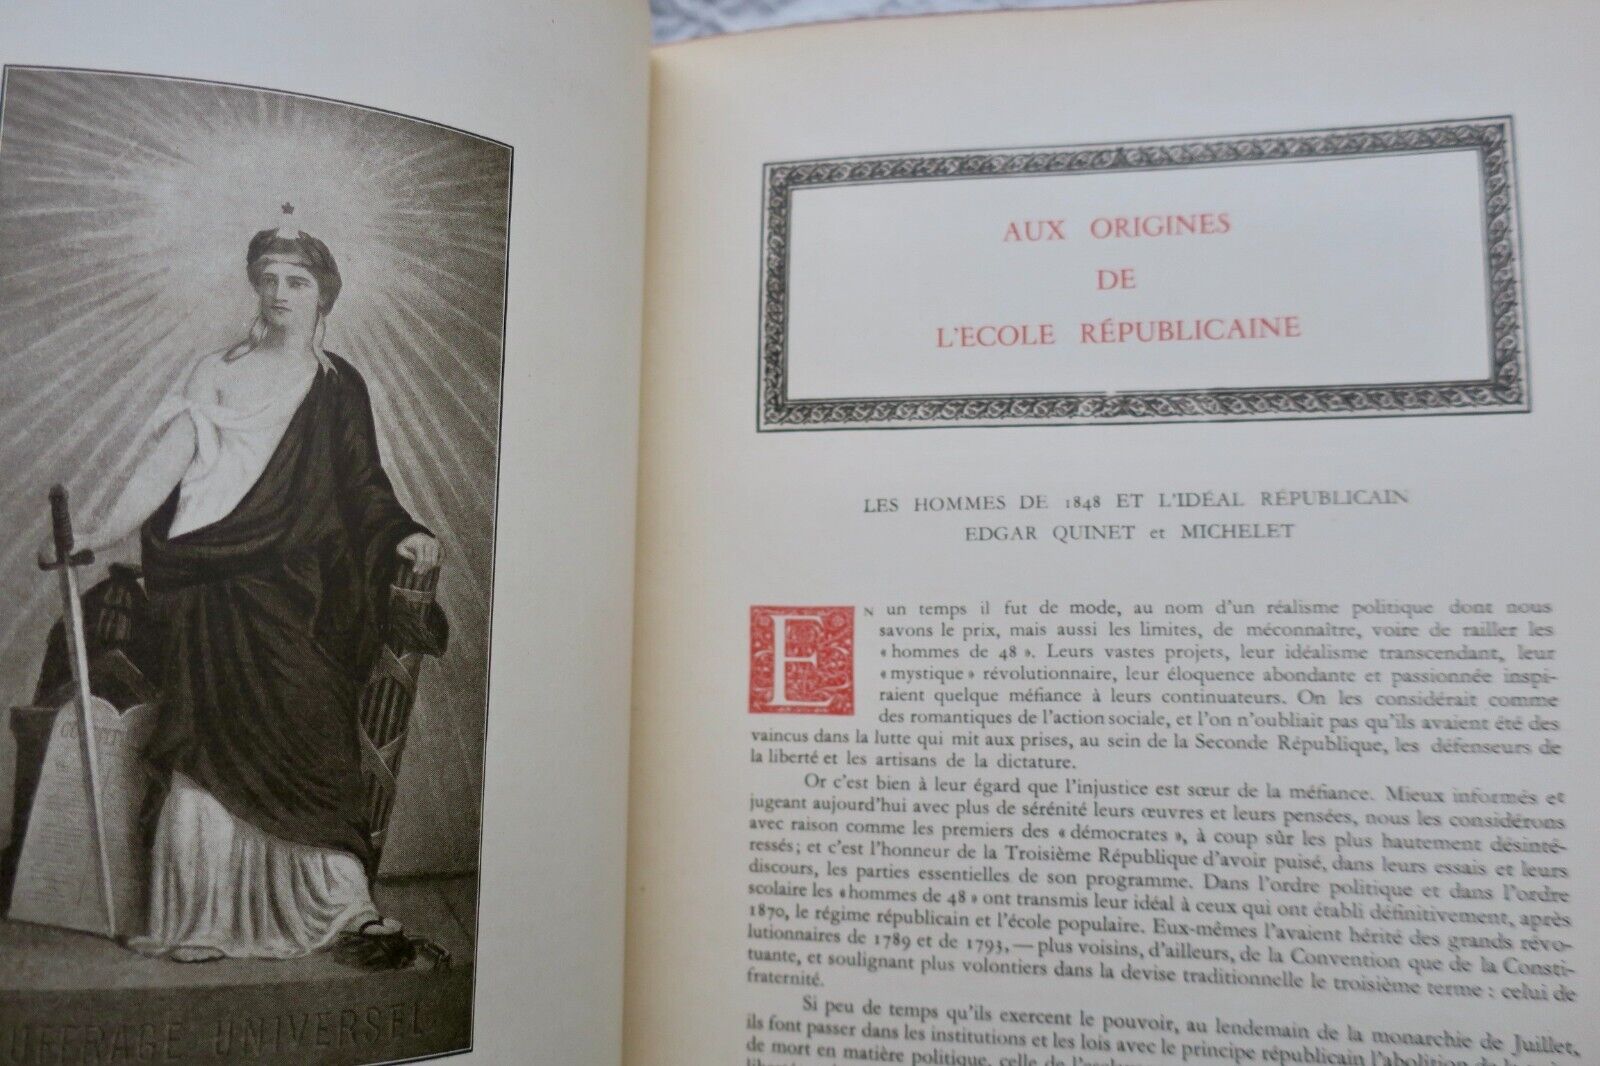 UFFRAGE UNIVERSEL
AUX ORIGINES
DE
L'ECOLE RÉPUBLICAINE
LES HOMMES DE 1848 ET L'IDÉAL RÉPUBLICAIN
EDGAR QUINET et MICHELET
EN un temps il fut de mode, au nom d'un réalisme politique dont nous
savons le prix, mais aussi les limites, de méconnaître, voire de railler les
« hommes de 48 ». Leurs vastes projets, leur idéalisme transcendant, leur
« mystique » révolutionnaire, leur éloquence abondante et passionnée inspi-
raient quelque méfiance à leurs continuateurs. On les considérait comme
des romantiques de l'action sociale, et l'on n'oubliait pas qu'ils avaient été des
vaincus dans la lutte qui mit aux prises, au sein de la Seconde République, les défenseurs de
la liberté et les artisans de la dictature.
Or c'est bien à leur égard que l'injustice est sœur de la méfiance. Mieux informés et
jugeant aujourd'hui avec plus de sérénité leurs œuvres et leurs pensées, nous les considérons
avec raison comme les premiers des « démocrates », à coup sûr les plus hautement désinté-
ressés; et c'est l'honneur de la Troisième République d'avoir puisé, dans leurs essais et leurs
discours, les parties essentielles de son programme. Dans l'ordre politique et dans l'ordre
scolaire les « hommes de 48 » ont transmis leur idéal à ceux qui ont établi définitivement, après
1870, le régime républicain et l'école populaire. Eux-mêmes l'avaient hérité des grands révo-
lutionnaires de 1789 et de 1793, — plus voisins, d'ailleurs, de la Convention que de la Consti-
tuante, et soulignant plus volontiers dans la devise traditionnelle le troisième terme : celui de
fraternité.
Si peu de temps qu'ils exercent le pouvoir, au lendemain de la monarchie de Juillet,
ils font passer dans les institutions et les lois avec le principe républicain l'abolition de
de mort en matière politique, celle de